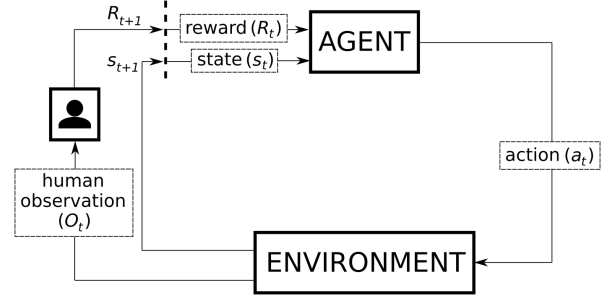 R_{t+1}
reward (R_t)
AGENT
s_{t+1}
state (s_t)
action (a_t)
human
observation
(O_t)
ENVIRONMENT